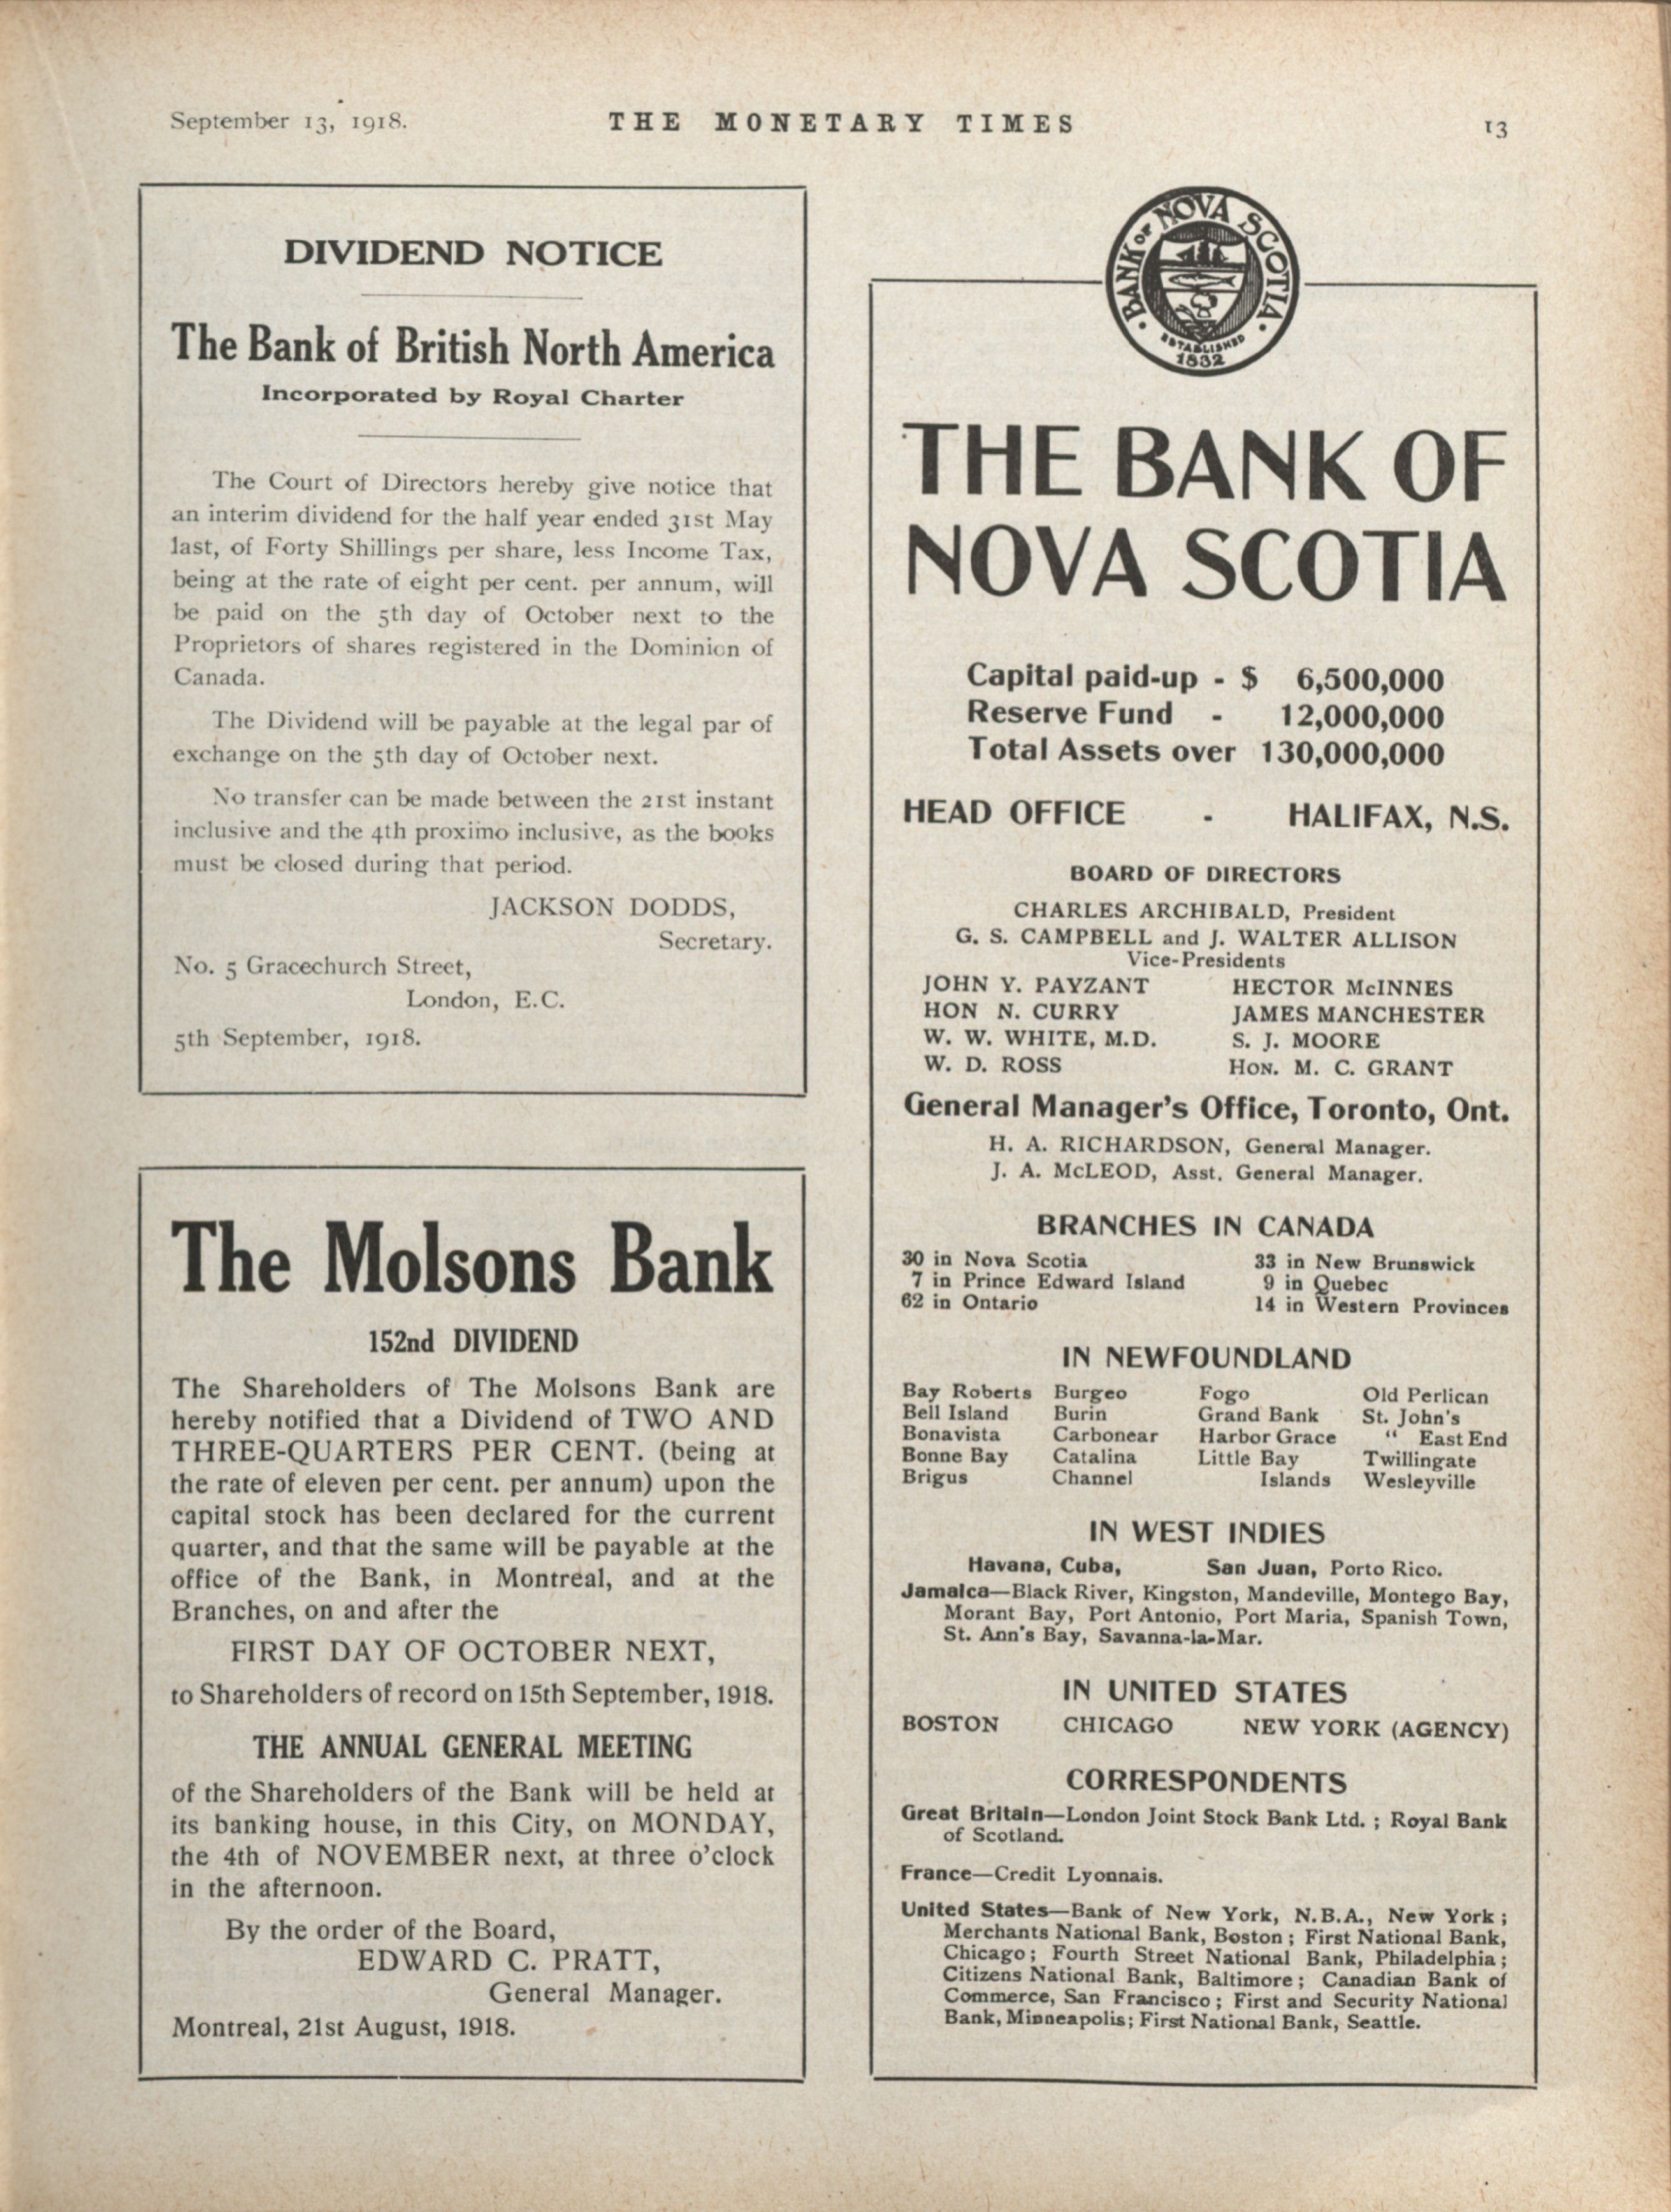 September 13, 1918.
THE MONETARY TIMES
13
DIVIDEND NOTICE
The Bank of British North America
Incorporated by Royal Charter
The Court of Directors hereby give notice that
an interim dividend for the half year ended 31st May
last, of Forty Shillings per share, less Income Tax,
being at the rate of eight per cent. per annum, will
be paid on the 5th day of October next to the
Proprietors of shares registered in the Dominion of
Canada.
The Dividend will be payable at the legal par of
exchange on the 5th day of October next.
No transfer can be made between the 21st instant
inclusive and the 4th proximo inclusive, as the books
must be closed during that period.
JACKSON DODDS,
Secretary.
No. 5 Gracechurch Street,
London, E.C.
5th September, 1918.
The Molsons Bank
152nd DIVIDEND
The Shareholders of The Molsons Bank are
hereby notified that a Dividend of TWO AND
THREE-QUARTERS PER CENT. (being at
the rate of eleven per cent. per annum) upon the
capital stock has been declared for the current
quarter, and that the same will be payable at the
office of the Bank, in Montreal, and at the
Branches, on and after the
FIRST DAY OF OCTOBER NEXT,
to Shareholders of record on 15th September, 1918.
THE ANNUAL GENERAL MEETING
of the Shareholders of the Bank will be held at
its banking house, in this City, on MONDAY,
the 4th of NOVEMBER next, at three o'clock
in the afternoon.
By the order of the Board,
EDWARD C. PRATT,
General Manager.
Montreal, 21st August, 1918.
BANK OF NOVA SCOTIA
ESTABLISHED
1832
THE BANK OF
NOVA SCOTIA
Capital paid-up - $ 6,500,000
Reserve Fund - 12,000,000
Total Assets over 130,000,000
HEAD OFFICE - HALIFAX, N.S.
BOARD OF DIRECTORS
CHARLES ARCHIBALD, President
G. S. CAMPBELL and J. WALTER ALLISON
Vice-Presidents
JOHN Y. PAYZANT HECTOR McINNES
HON N. CURRY JAMES MANCHESTER
W. W. WHITE, M.D. S. J. MOORE
W. D. ROSS HON. M. C. GRANT
General Manager's Office, Toronto, Ont.
H. A. RICHARDSON, General Manager.
J. A. McLEOD, Asst. General Manager.
BRANCHES IN CANADA
30 in Nova Scotia 33 in New Brunswick
7 in Prince Edward Island 9 in Quebec
62 in Ontario 14 in Western Provinces
IN NEWFOUNDLAND
Bay Roberts Burgeo Fogo Old Perlican
Bell Island Burin Grand Bank St. John's
Bonavista Carbonear Harbor Grace " East End
Bonne Bay Catalina Little Bay Twillingate
Brigus Channel Islands Wesleyville
IN WEST INDIES
Havana, Cuba, San Juan, Porto Rico.
Jamaica—Black River, Kingston, Mandeville, Montego Bay,
Morant Bay, Port Antonio, Port Maria, Spanish Town,
St. Ann's Bay, Savanna-la-Mar.
IN UNITED STATES
BOSTON CHICAGO NEW YORK (AGENCY)
CORRESPONDENTS
Great Britain—London Joint Stock Bank Ltd. ; Royal Bank
of Scotland.
France—Credit Lyonnais.
United States—Bank of New York, N.B.A., New York ;
Merchants National Bank, Boston ; First National Bank,
Chicago ; Fourth Street National Bank, Philadelphia ;
Citizens National Bank, Baltimore ; Canadian Bank of
Commerce, San Francisco ; First and Security National
Bank, Minneapolis; First National Bank, Seattle.